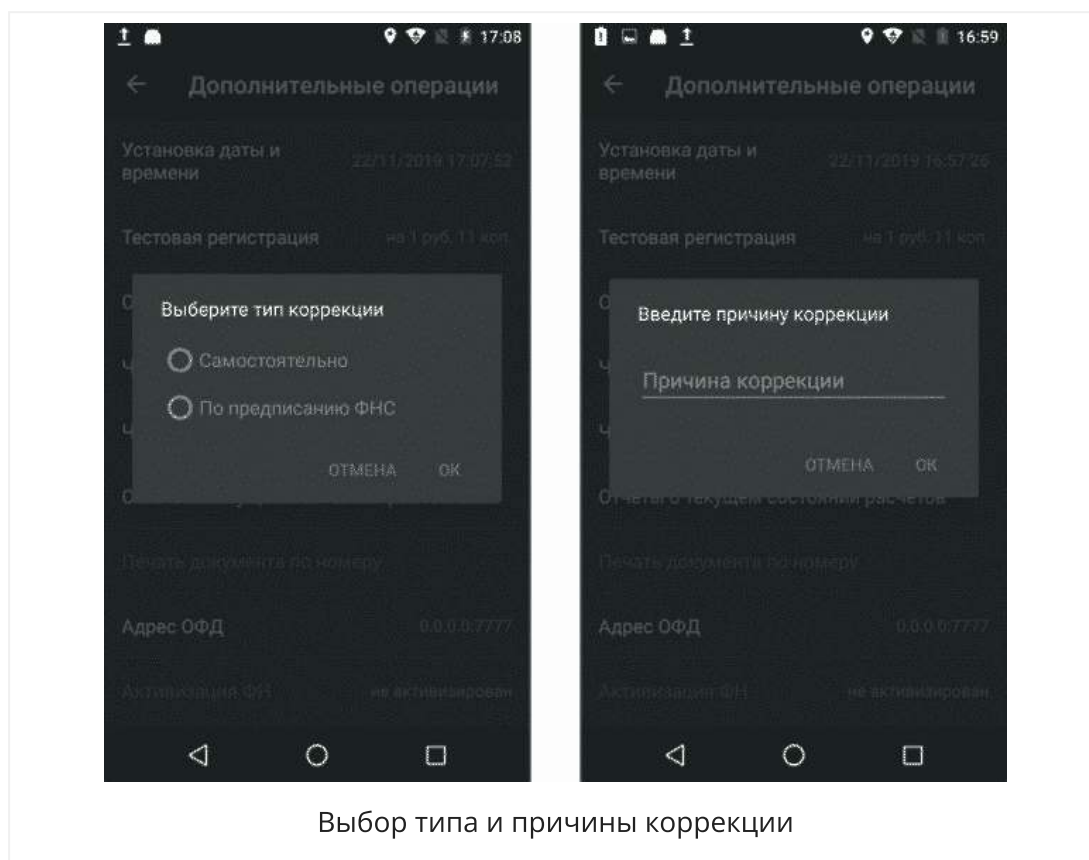 17:08
Дополнительные операции
Установка даты и
времени
22/11/2019 17:07:52
Тестовая регистрация
на 1 руб. 11 коп.
Выберите тип коррекции
Самостоятельно
По предписанию ФНС
ОТМЕНА ОК
Печать документа по номеру
Адрес ОФД
0.0.0.0:7777
Активизация ФН
не активизирован
16:59
Дополнительные операции
Установка даты и
времени
22/11/2019 16:57:26
Тестовая регистрация
на 1 руб. 11 коп.
Введите причину коррекции
Причина коррекции
ОТМЕНА ОК
Отчёт о текущем состоянии расчетов
Печать документа по номеру
Адрес ОФД
0.0.0.0:7777
Активизация ФН
не активизирован
Выбор типа и причины коррекции